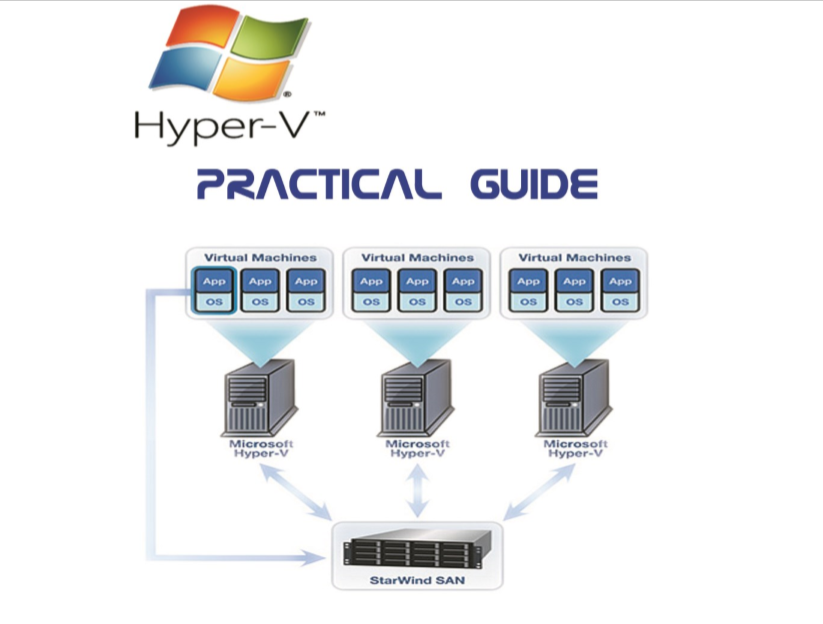 Hyper-V™
PRACTICAL GUIDE
Virtual Machines Virtual Machines Virtual Machines
App App App App App App App App App
OS OS OS OS OS OS OS OS OS
Microsoft Microsoft Microsoft
Hyper-V Hyper-V Hyper-V
StarWind SAN